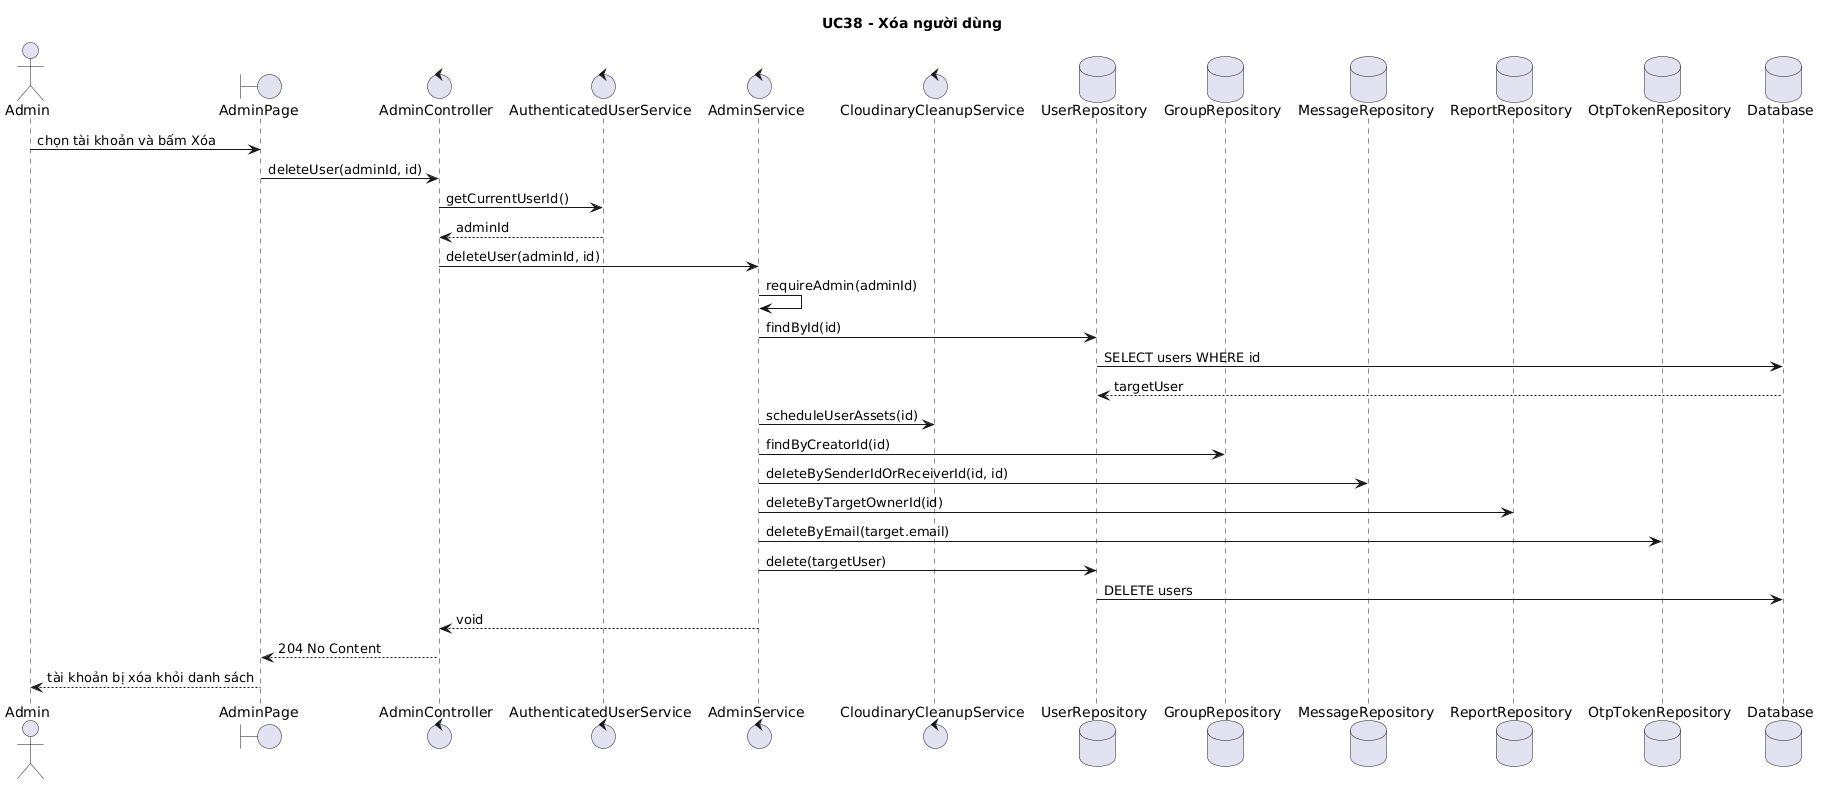 UC38 - Xóa người dùng
Admin
AdminPage
AdminController
AuthenticatedUserService
AdminService
CloudinaryCleanupService
UserRepository
GroupRepository
MessageRepository
ReportRepository
OtpTokenRepository
Database
chọn tài khoản và bấm Xóa
deleteUser(adminId, id)
getCurrentUserId()
adminId
deleteUser(adminId, id)
requireAdmin(adminId)
findById(id)
SELECT users WHERE id
targetUser
scheduleUserAssets(id)
findByCreatorId(id)
deleteBySenderIdOrReceiverId(id, id)
deleteByTargetOwnerId(id)
deleteByEmail(target.email)
delete(targetUser)
DELETE users
void
204 No Content
tài khoản bị xóa khỏi danh sách
Admin
AdminPage
AdminController
AuthenticatedUserService
AdminService
CloudinaryCleanupService
UserRepository
GroupRepository
MessageRepository
ReportRepository
OtpTokenRepository
Database